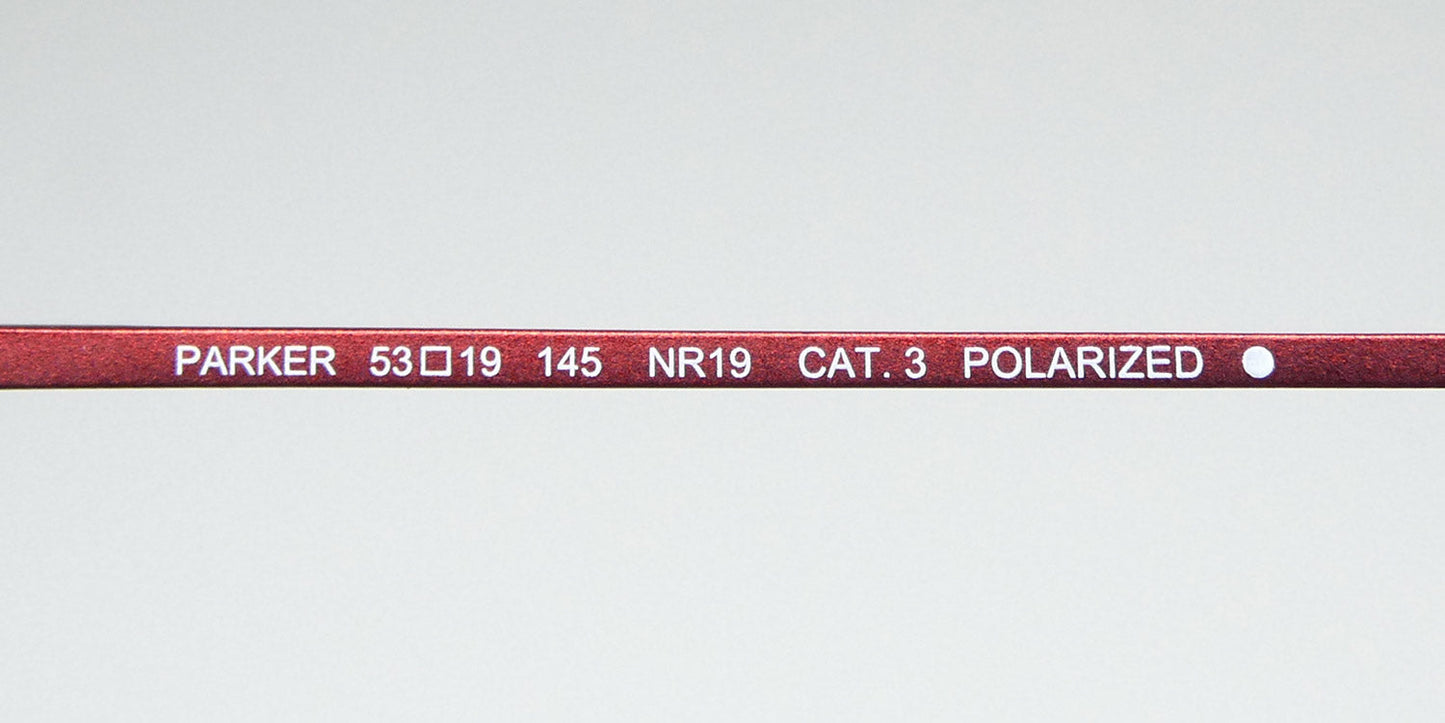 PARKER 53□19 145 NR19 CAT. 3 POLARIZED